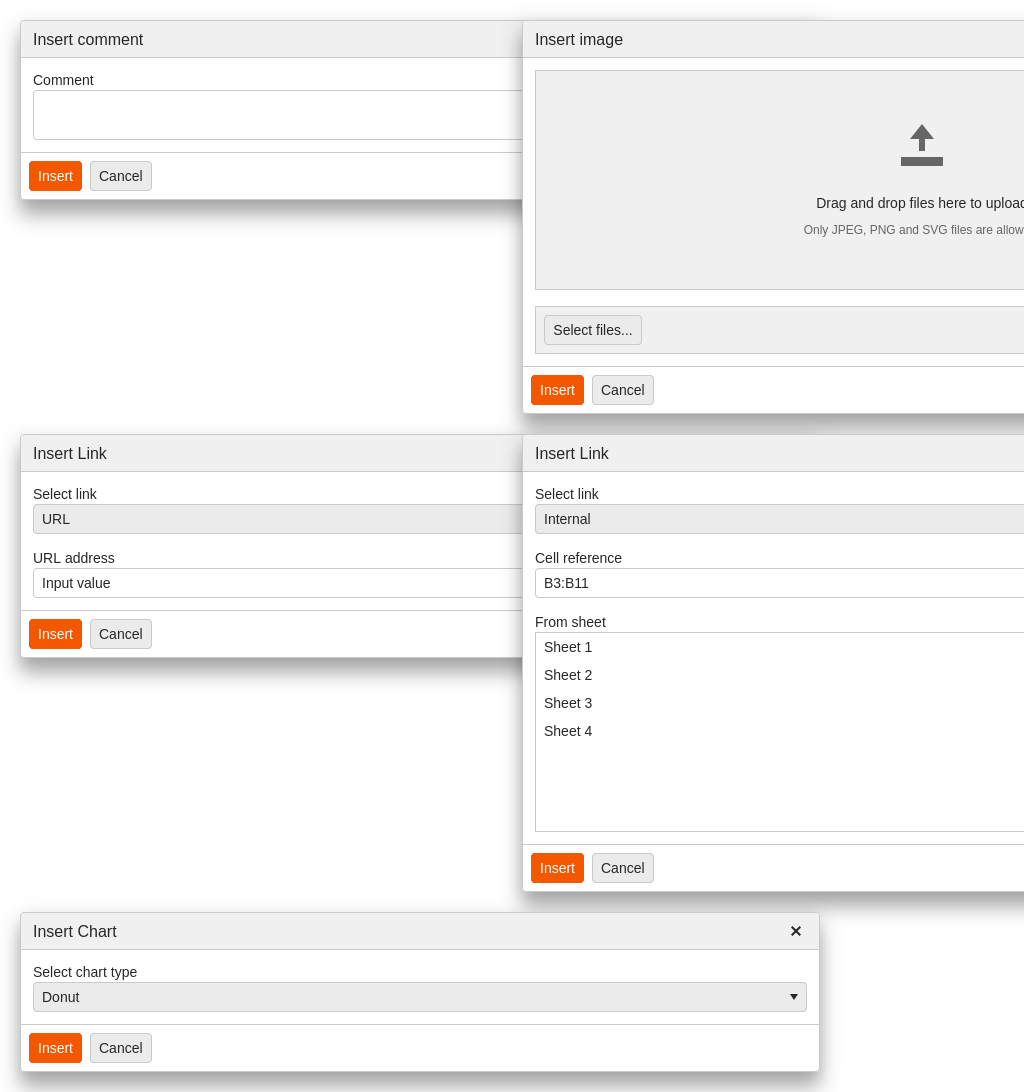 Insert comment
Comment
Insert Cancel
Insert image
Drag and drop files here to upload
Only JPEG, PNG and SVG files are allow
Select files...
Insert Cancel
Insert Link
Select link
URL
URL address
Input value
Insert Cancel
Insert Link
Select link
Internal
Cell reference
B3:B11
From sheet
Sheet 1
Sheet 2
Sheet 3
Sheet 4
Insert Cancel
Insert Chart
Select chart type
Donut
Insert Cancel